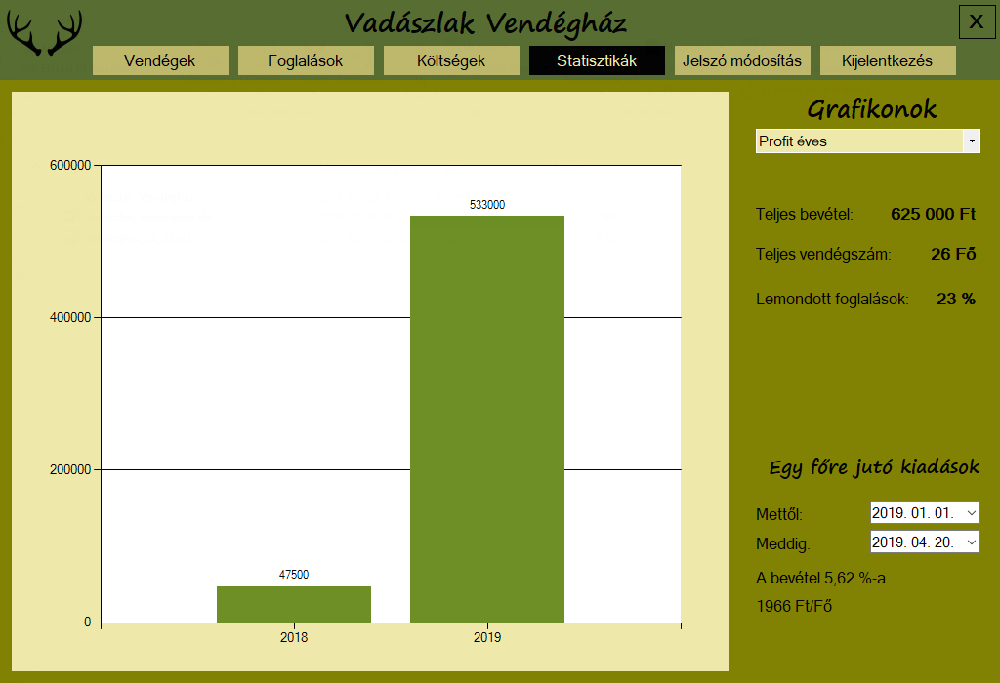 Vadászlak Vendégház
X
Vendégek Foglalások Költségek Statisztikák Jelszó módosítás Kijelentkezés
Grafikonok
Profit éves
600000
533000
Teljes bevétel: 625 000 Ft
Teljes vendégszám: 26 Fő
Lemondott foglalások: 23 %
400000
200000
Egy főre jutó kiadások
Mettől: 2019. 01. 01.
Meddig: 2019. 04. 20.
47500
A bevétel 5,62 %-a
1966 Ft/Fő
0
2018 2019